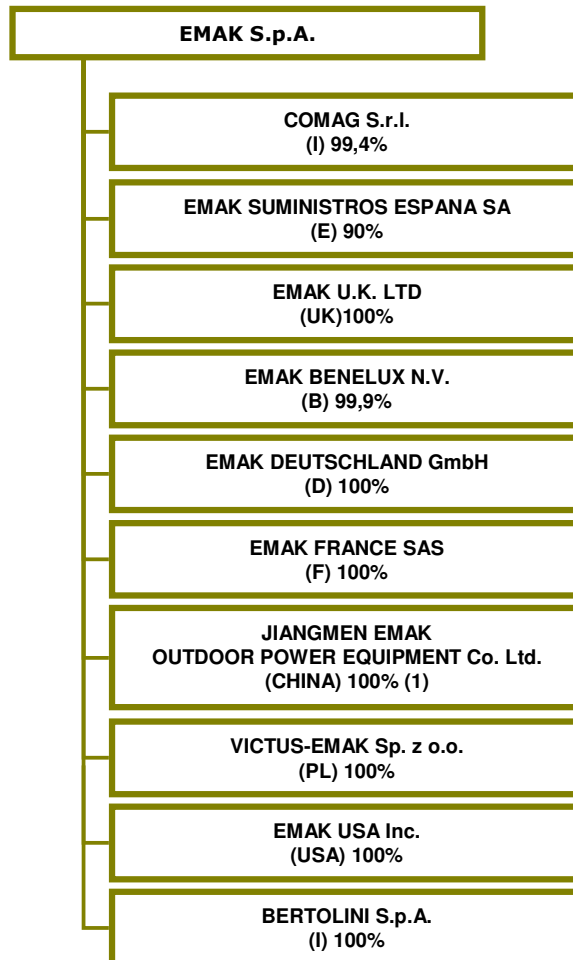 EMAK S.p.A.
COMAG S.r.l.
(I) 99,4%
EMAK SUMINISTROS ESPANA SA
(E) 90%
EMAK U.K. LTD
(UK)100%
EMAK BENELUX N.V.
(B) 99,9%
EMAK DEUTSCHLAND GmbH
(D) 100%
EMAK FRANCE SAS
(F) 100%
JIANGMEN EMAK
OUTDOOR POWER EQUIPMENT Co. Ltd.
(CHINA) 100% (1)
VICTUS-EMAK Sp. z o.o.
(PL) 100%
EMAK USA Inc.
(USA) 100%
BERTOLINI S.p.A.
(I) 100%